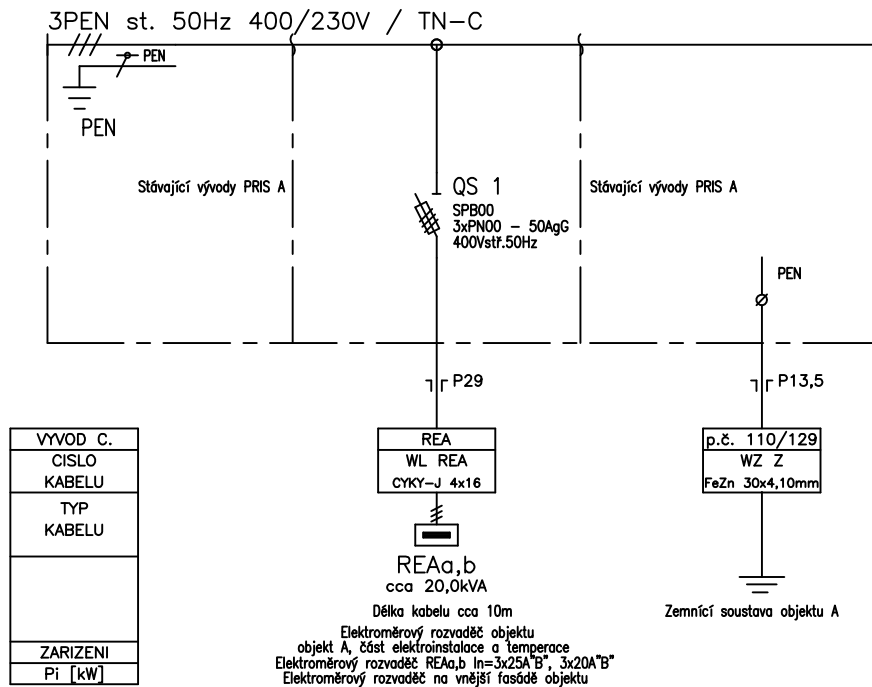 3PEN st. 50Hz 400/230V / TN-C
PEN
PEN
Stávající vývody PRIS A
QS 1
SPB00
3xPN00 - 50AgG
400Vstř.50Hz
Stávající vývody PRIS A
PEN
P29
P13,5
VYVOD C.
CISLO
KABELU
TYP
KABELU
ZARIZENI
Pi [kW]
REA
WL REA
CYKY-J 4x16
REAa,b
cca 20,0kVA
Délka kabelu cca 10m
Elektroměrový rozvaděč objektu
objekt A, část elektroinstalace a temperace
Elektroměrový rozvaděč REAa,b In=3x25A"B", 3x20A"B"
Elektroměrový rozvaděč na vnější fasádě objektu
p.č. 110/129
WZ Z
FeZn 30x4,10mm
Zemnící soustava objektu A